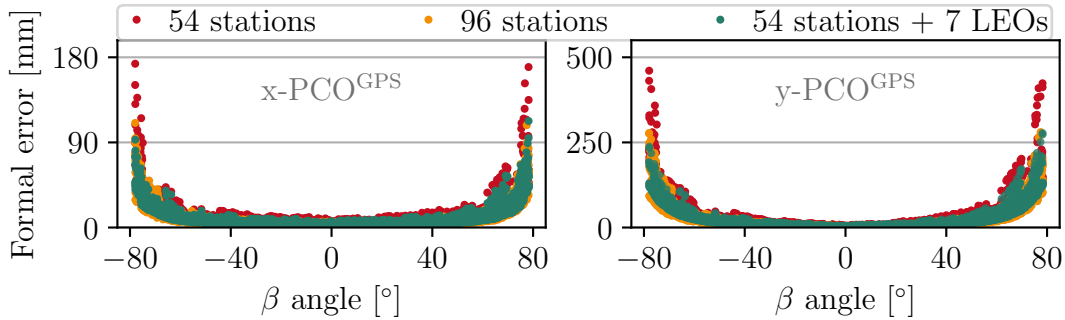 54 stations 96 stations 54 stations + 7 LEOs
Formal error [mm]
180
90
0
x-PCO^GPS
−80 −40 0 40 80
β angle [°]
500
250
0
y-PCO^GPS
−80 −40 0 40 80
β angle [°]